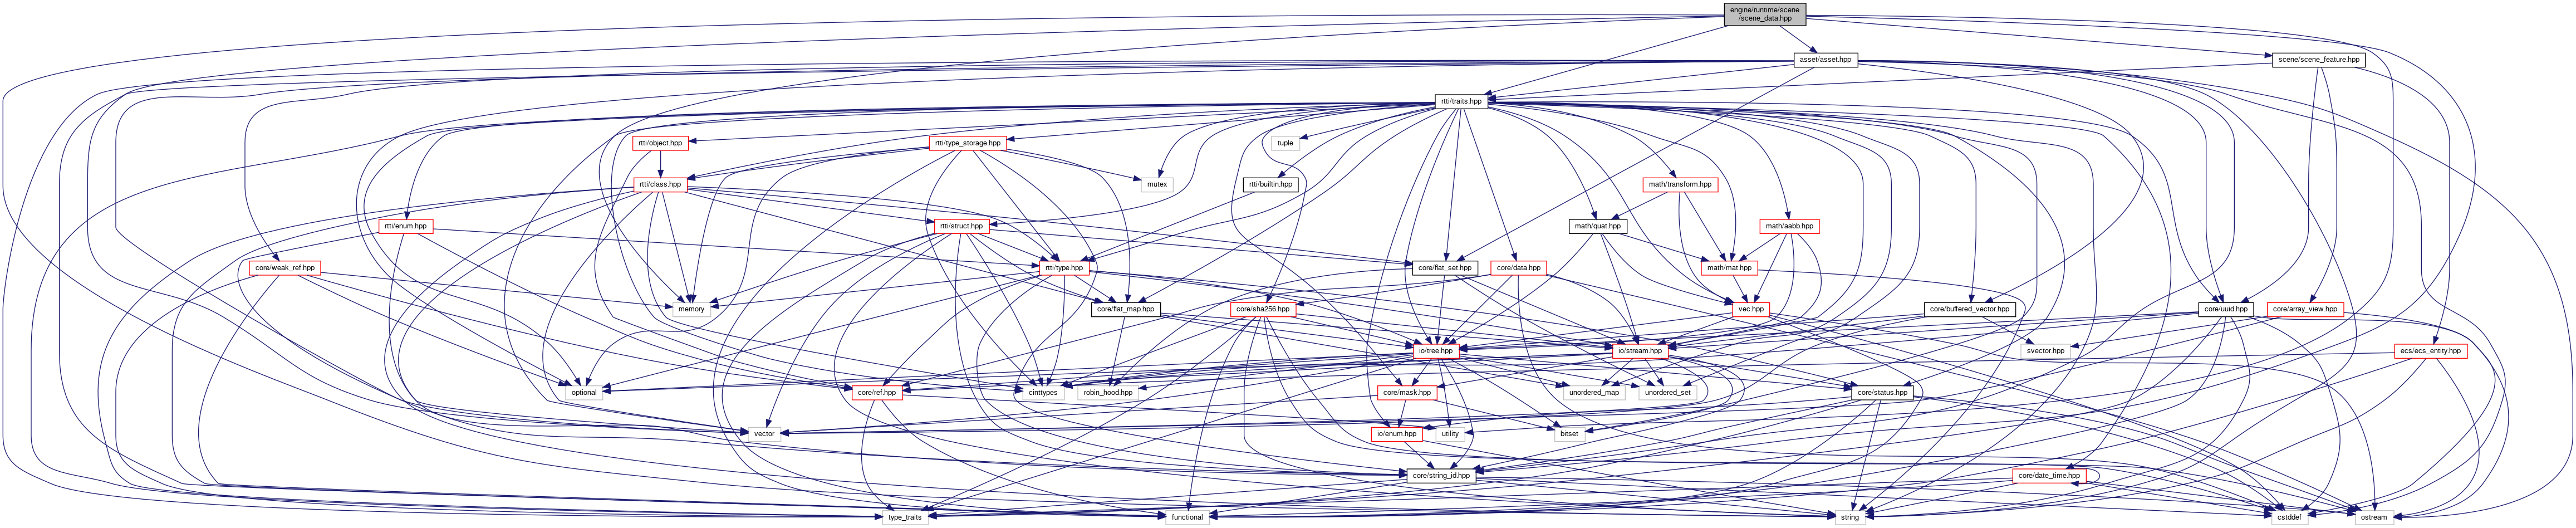 engine/runtime/scene
/scene_data.hpp
asset/asset.hpp
scene/scene_feature.hpp
rtti/traits.hpp
rtti/object.hpp
rtti/type_storage.hpp
tuple
rtti/class.hpp
mutex
rtti/builtin.hpp
math/transform.hpp
rtti/enum.hpp
rtti/struct.hpp
math/quat.hpp
math/aabb.hpp
core/weak_ref.hpp
rtti/type.hpp
core/flat_set.hpp
core/data.hpp
math/mat.hpp
memory
core/flat_map.hpp
core/sha256.hpp
vec.hpp
core/buffered_vector.hpp
core/uuid.hpp
core/array_view.hpp
io/tree.hpp
io/stream.hpp
svector.hpp
ecs/ecs_entity.hpp
optional
core/ref.hpp
cinttypes
robin_hood.hpp
core/mask.hpp
unordered_map
unordered_set
core/status.hpp
vector
io/enum.hpp
utility
bitset
core/string_id.hpp
core/date_time.hpp
type_traits
functional
string
cstddef
ostream